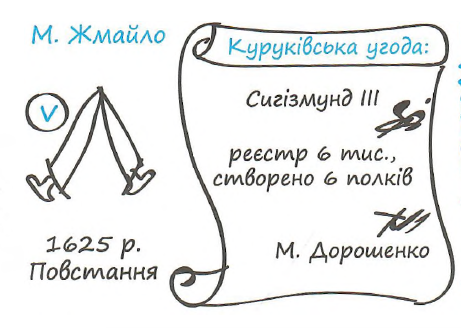 М. Жмайло
V
1625 р.
Повстання
Куруківська угода:
Сигізмунд III
реєстр 6 тис.,
створено 6 полків
М. Дорошенко